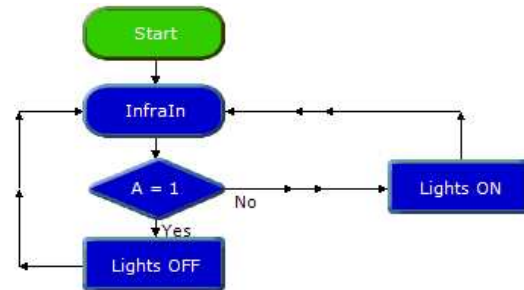 Start
InfraIn
A = 1
No
Lights ON
Yes
Lights OFF